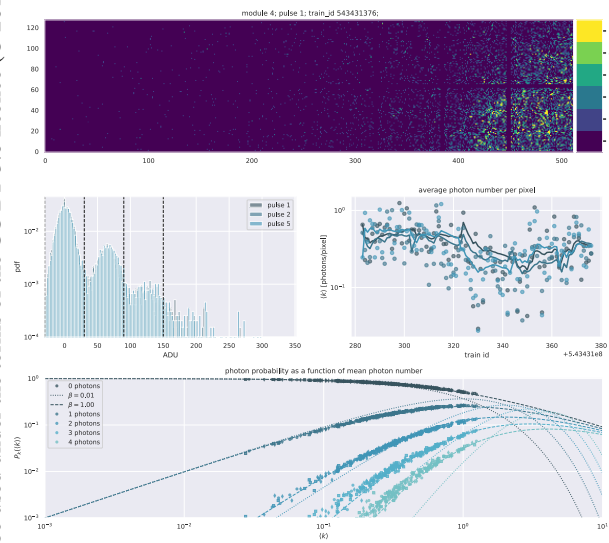 module 4; pulse 1; train_id 543431376;
120
100
80
60
40
20
0
0 100 200 300 400 500
average photon number per pixel
pulse 1
pulse 2
pulse 5
10⁻²
10⁻³
10⁻⁴
pdf
0 50 100 150 200 250 300 350
ADU
10⁰
10⁻¹
⟨k⟩ [photons/pixel]
280 300 320 340 360 380
train id
+5.43431e8
photon probability as a function of mean photon number
0 photons
β = 0,01
β = 1,00
1 photons
2 photons
3 photons
4 photons
10⁰
10⁻¹
10⁻²
10⁻³
Pₖ(⟨k⟩)
10⁻³ 10⁻² 10⁻¹ 10⁰ 10¹
⟨k⟩